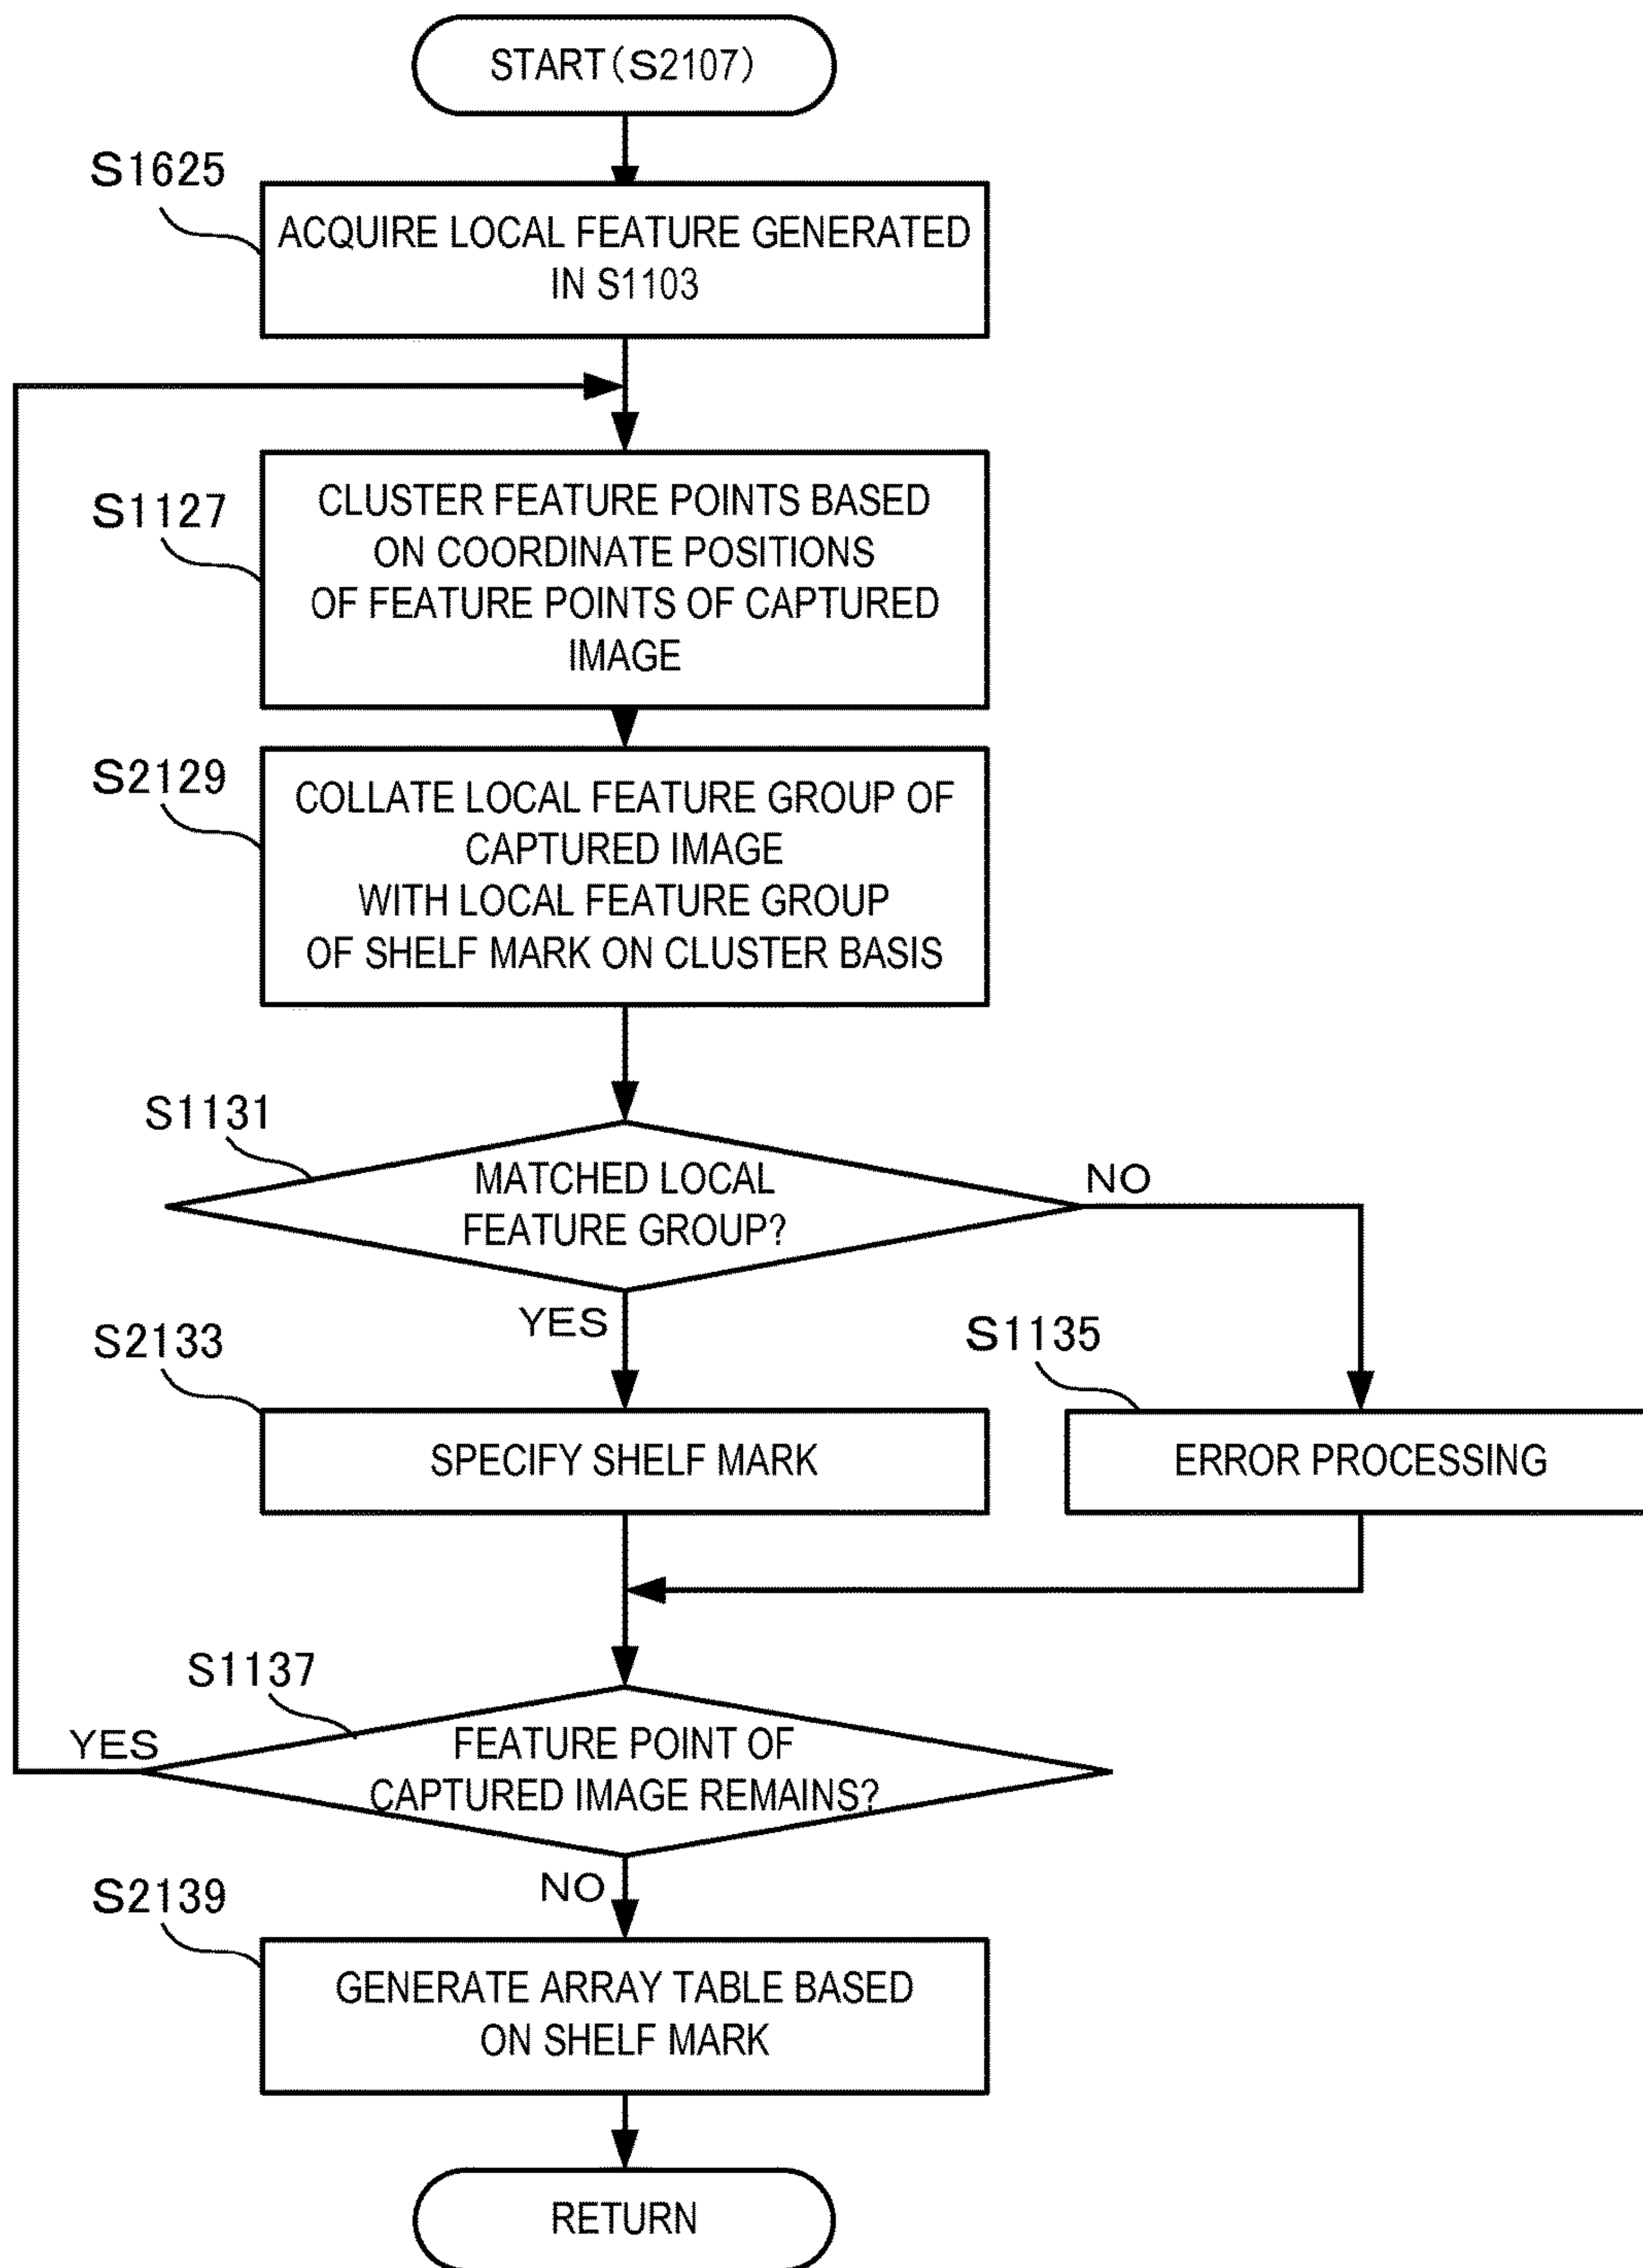 START(S2107)
S1625
ACQUIRE LOCAL FEATURE GENERATED
IN S1103
S1127
CLUSTER FEATURE POINTS BASED
ON COORDINATE POSITIONS
OF FEATURE POINTS OF CAPTURED
IMAGE
S2129
COLLATE LOCAL FEATURE GROUP OF
CAPTURED IMAGE
WITH LOCAL FEATURE GROUP
OF SHELF MARK ON CLUSTER BASIS
S1131
MATCHED LOCAL
FEATURE GROUP?
NO
YES
S2133
SPECIFY SHELF MARK
S1135
ERROR PROCESSING
S1137
YES
FEATURE POINT OF
CAPTURED IMAGE REMAINS?
NO
S2139
GENERATE ARRAY TABLE BASED
ON SHELF MARK
RETURN